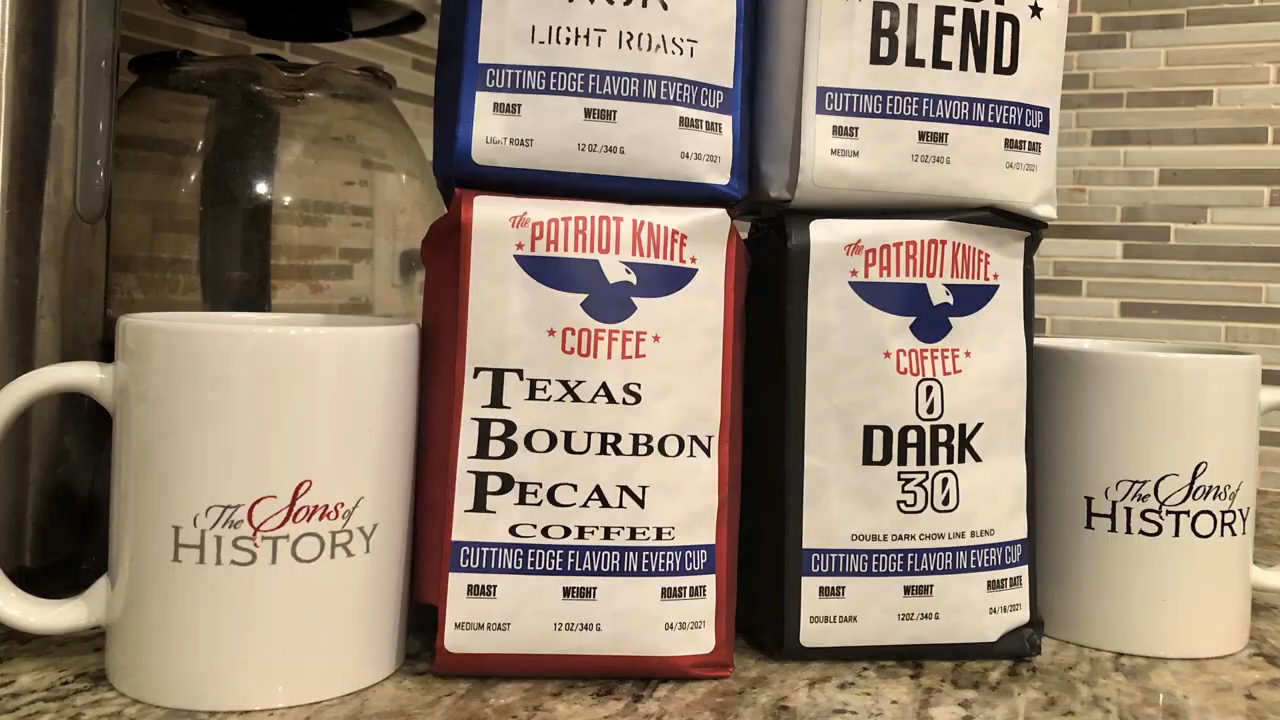 LIGHT ROAST
CUTTING EDGE FLAVOR IN EVERY CUP
ROAST WEIGHT ROAST DATE
LIGHT ROAST 12 OZ./340 G. 04/30/2021
BLEND
CUTTING EDGE FLAVOR IN EVERY CUP
ROAST WEIGHT ROAST DATE
MEDIUM 12 OZ./340 G. 04/01/2021
The PATRIOT KNIFE
COFFEE
TEXAS
BOURBON
PECAN
COFFEE
CUTTING EDGE FLAVOR IN EVERY CUP
ROAST WEIGHT ROAST DATE
MEDIUM ROAST 12 OZ/340 G. 04/30/2021
The PATRIOT KNIFE
COFFEE
0
DARK
30
DOUBLE DARK CHOW LINE BLEND
CUTTING EDGE FLAVOR IN EVERY CUP
ROAST WEIGHT ROAST DATE
DOUBLE DARK 12OZ./340 G. 04/16/2021
The Sons of
HISTORY
The Sons of
HISTORY